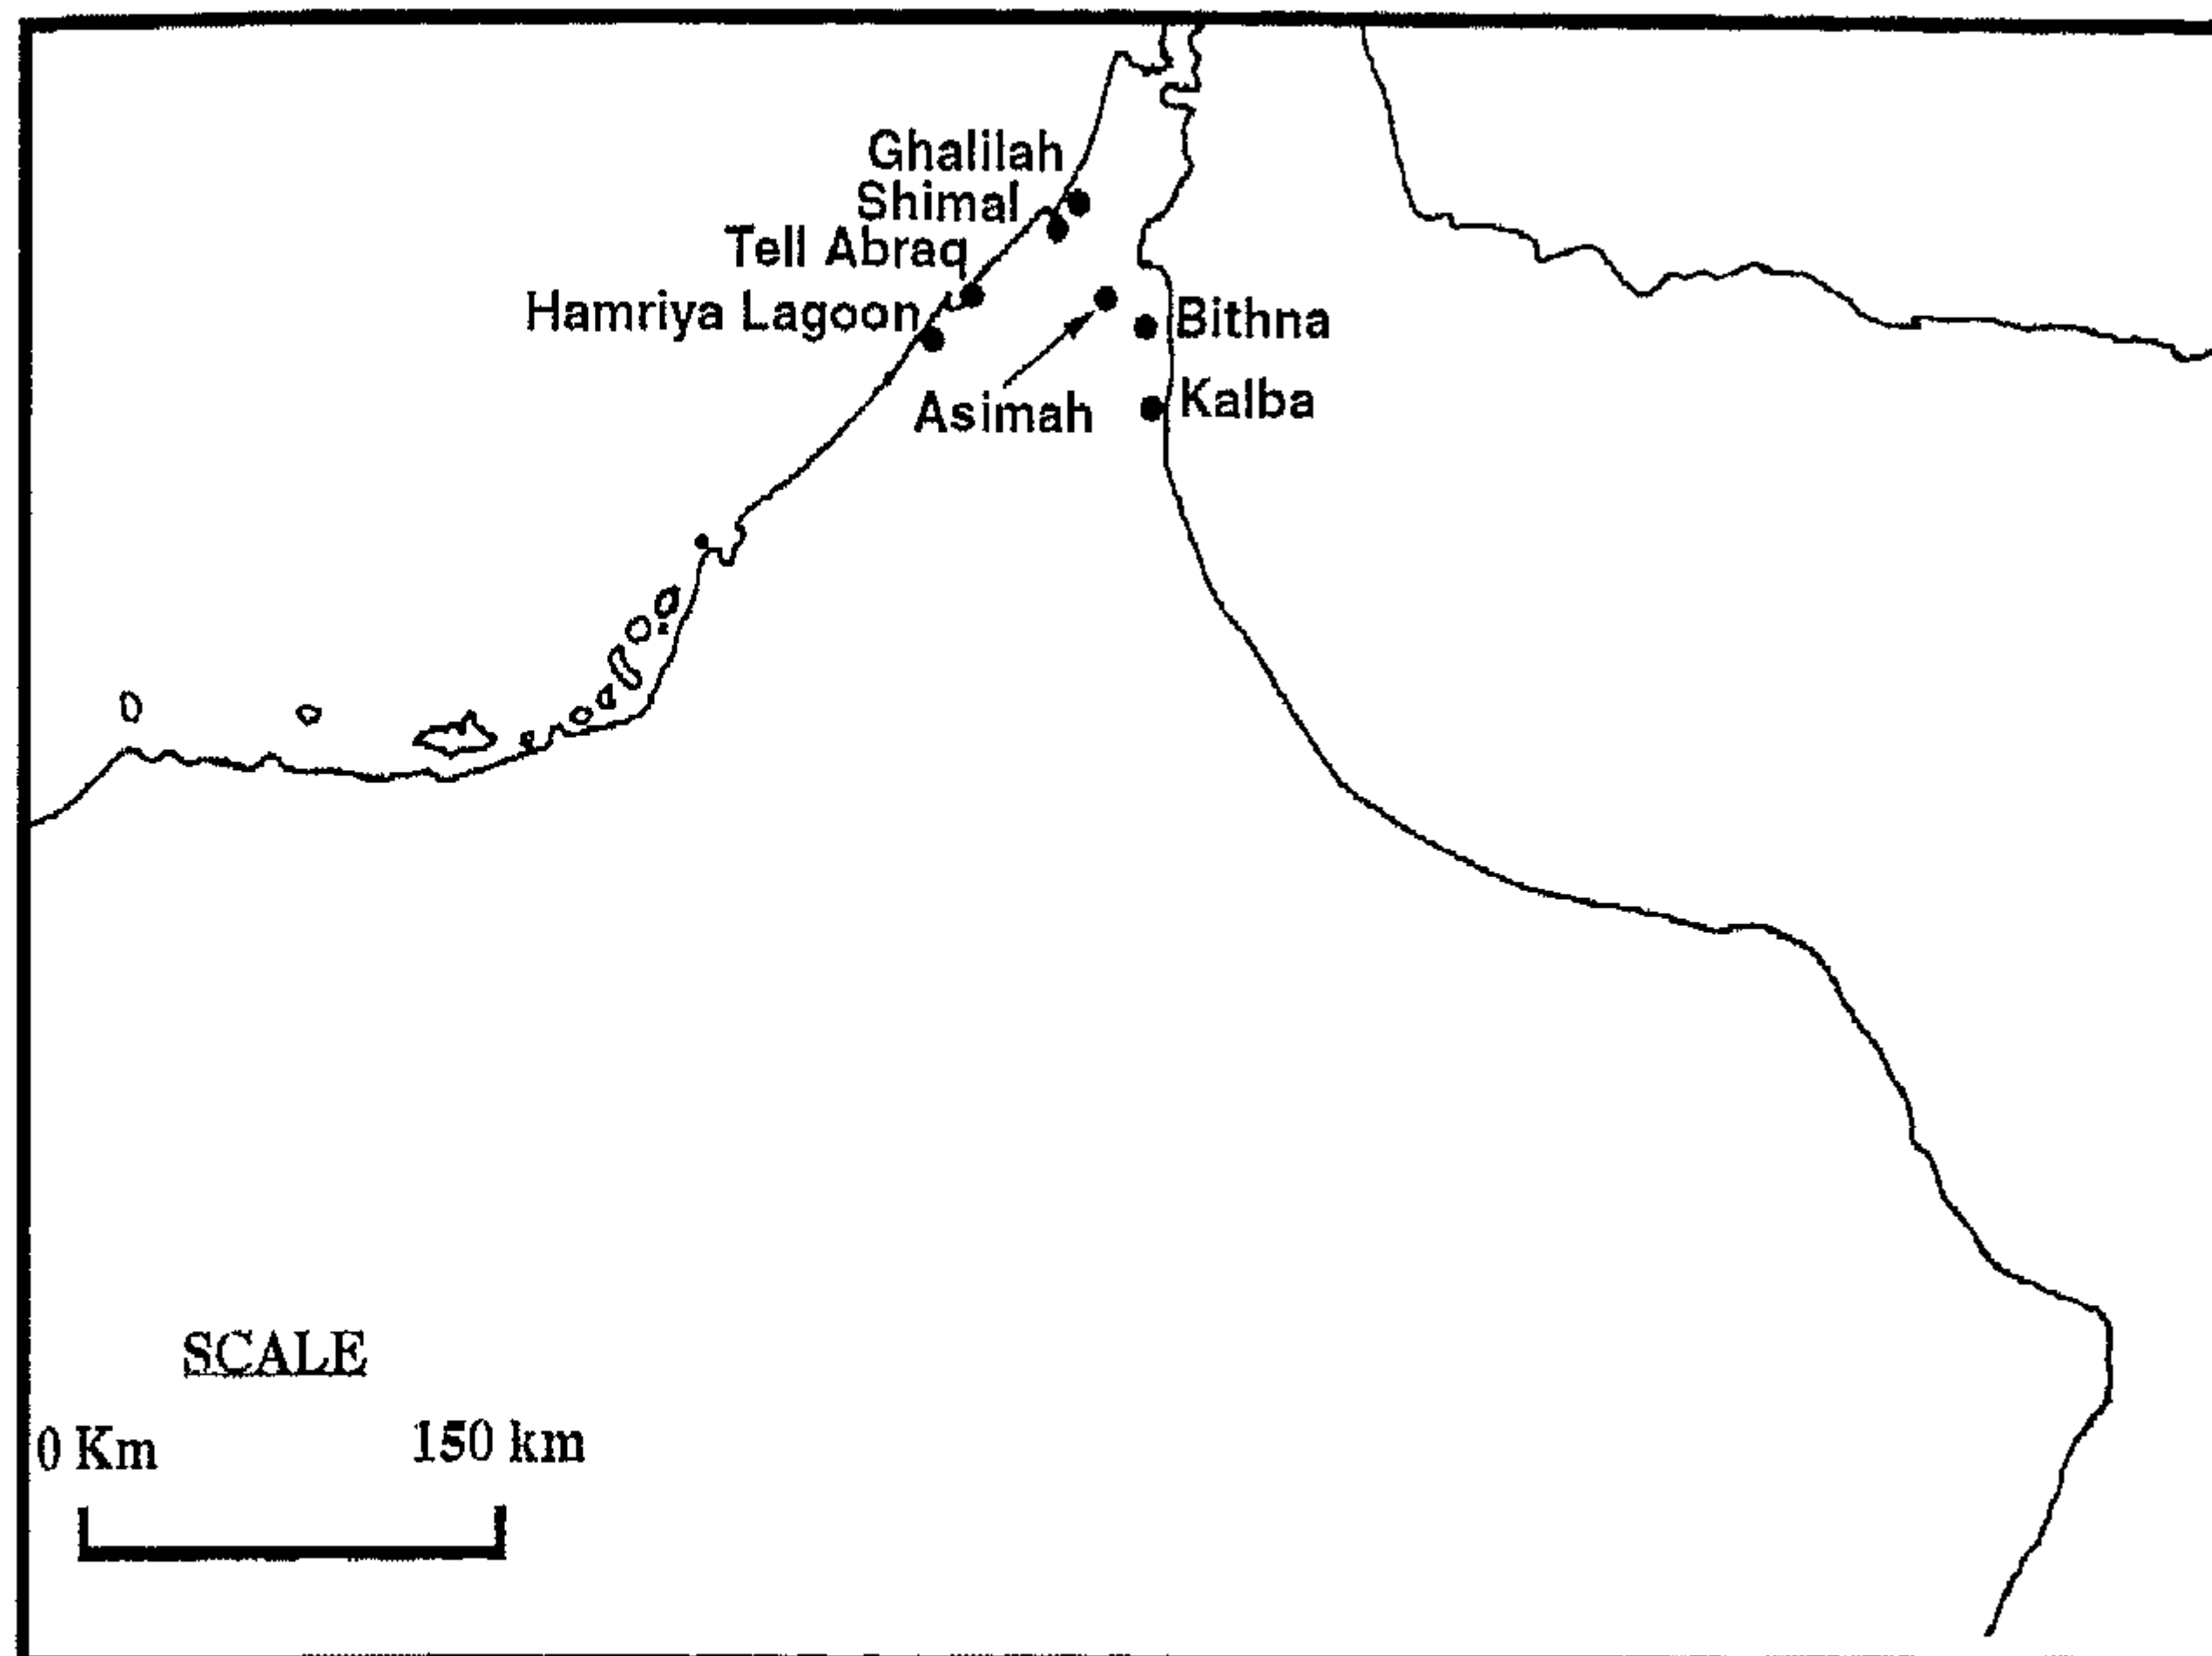 Ghalilah
Shimal
Tell Abraq
Hamriya Lagoon
Bithna
Asimah
Kalba
SCALE
0 Km 150 km